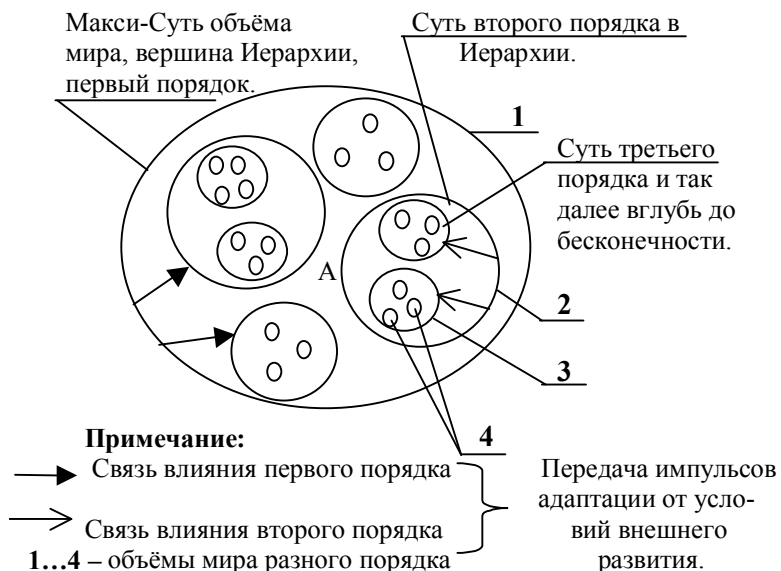 Макси-Суть объёма
мира, вершина Иерархии,
первый порядок.
Суть второго порядка в
Иерархии.
1
Суть третьего
порядка и так
далее вглубь до
бесконечности.
А
2
3
4
Примечание:
Связь влияния первого порядка
Связь влияния второго порядка
1…4 – объёмы мира разного порядка
Передача импульсов
адаптации от усло-
вий внешнего
развития.